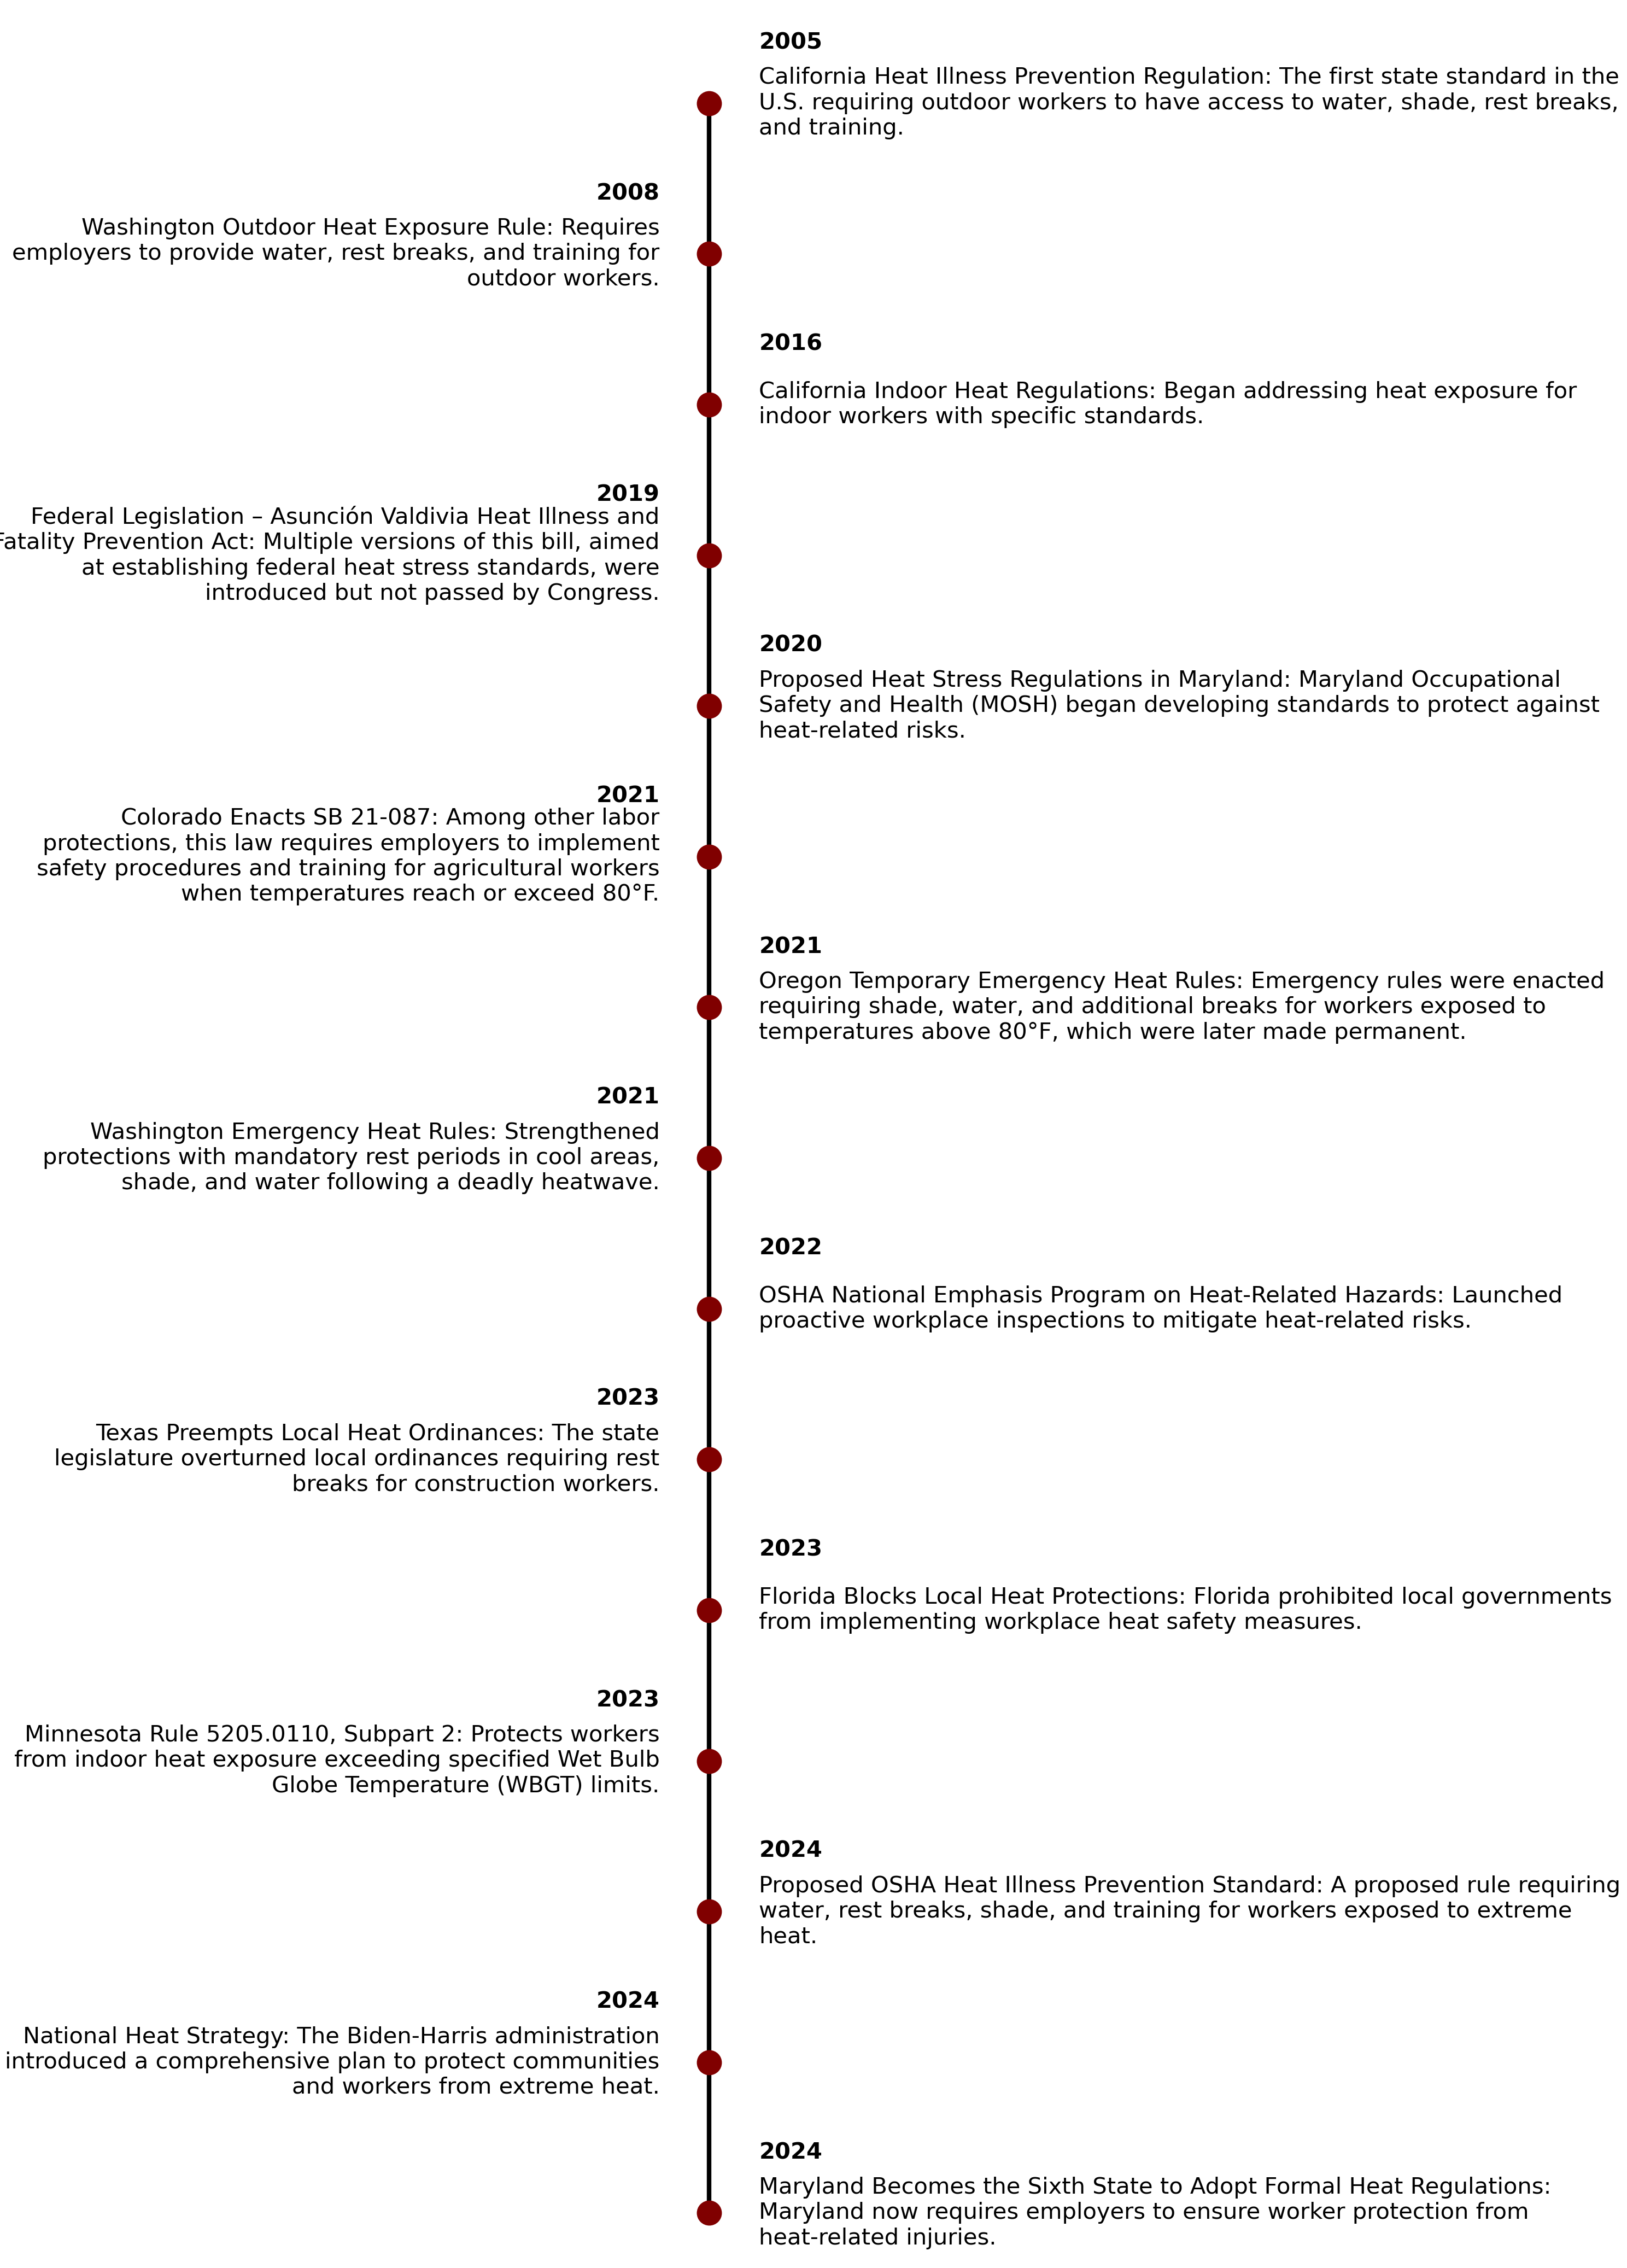 2005
California Heat Illness Prevention Regulation: The first state standard in the
U.S. requiring outdoor workers to have access to water, shade, rest breaks,
and training.
2008
Washington Outdoor Heat Exposure Rule: Requires
employers to provide water, rest breaks, and training for
outdoor workers.
2016
California Indoor Heat Regulations: Began addressing heat exposure for
indoor workers with specific standards.
2019
Federal Legislation – Asunción Valdivia Heat Illness and
Fatality Prevention Act: Multiple versions of this bill, aimed
at establishing federal heat stress standards, were
introduced but not passed by Congress.
2020
Proposed Heat Stress Regulations in Maryland: Maryland Occupational
Safety and Health (MOSH) began developing standards to protect against
heat-related risks.
2021
Colorado Enacts SB 21-087: Among other labor
protections, this law requires employers to implement
safety procedures and training for agricultural workers
when temperatures reach or exceed 80°F.
2021
Oregon Temporary Emergency Heat Rules: Emergency rules were enacted
requiring shade, water, and additional breaks for workers exposed to
temperatures above 80°F, which were later made permanent.
2021
Washington Emergency Heat Rules: Strengthened
protections with mandatory rest periods in cool areas,
shade, and water following a deadly heatwave.
2022
OSHA National Emphasis Program on Heat-Related Hazards: Launched
proactive workplace inspections to mitigate heat-related risks.
2023
Texas Preempts Local Heat Ordinances: The state
legislature overturned local ordinances requiring rest
breaks for construction workers.
2023
Florida Blocks Local Heat Protections: Florida prohibited local governments
from implementing workplace heat safety measures.
2023
Minnesota Rule 5205.0110, Subpart 2: Protects workers
from indoor heat exposure exceeding specified Wet Bulb
Globe Temperature (WBGT) limits.
2024
Proposed OSHA Heat Illness Prevention Standard: A proposed rule requiring
water, rest breaks, shade, and training for workers exposed to extreme
heat.
2024
National Heat Strategy: The Biden-Harris administration
introduced a comprehensive plan to protect communities
and workers from extreme heat.
2024
Maryland Becomes the Sixth State to Adopt Formal Heat Regulations:
Maryland now requires employers to ensure worker protection from
heat-related injuries.